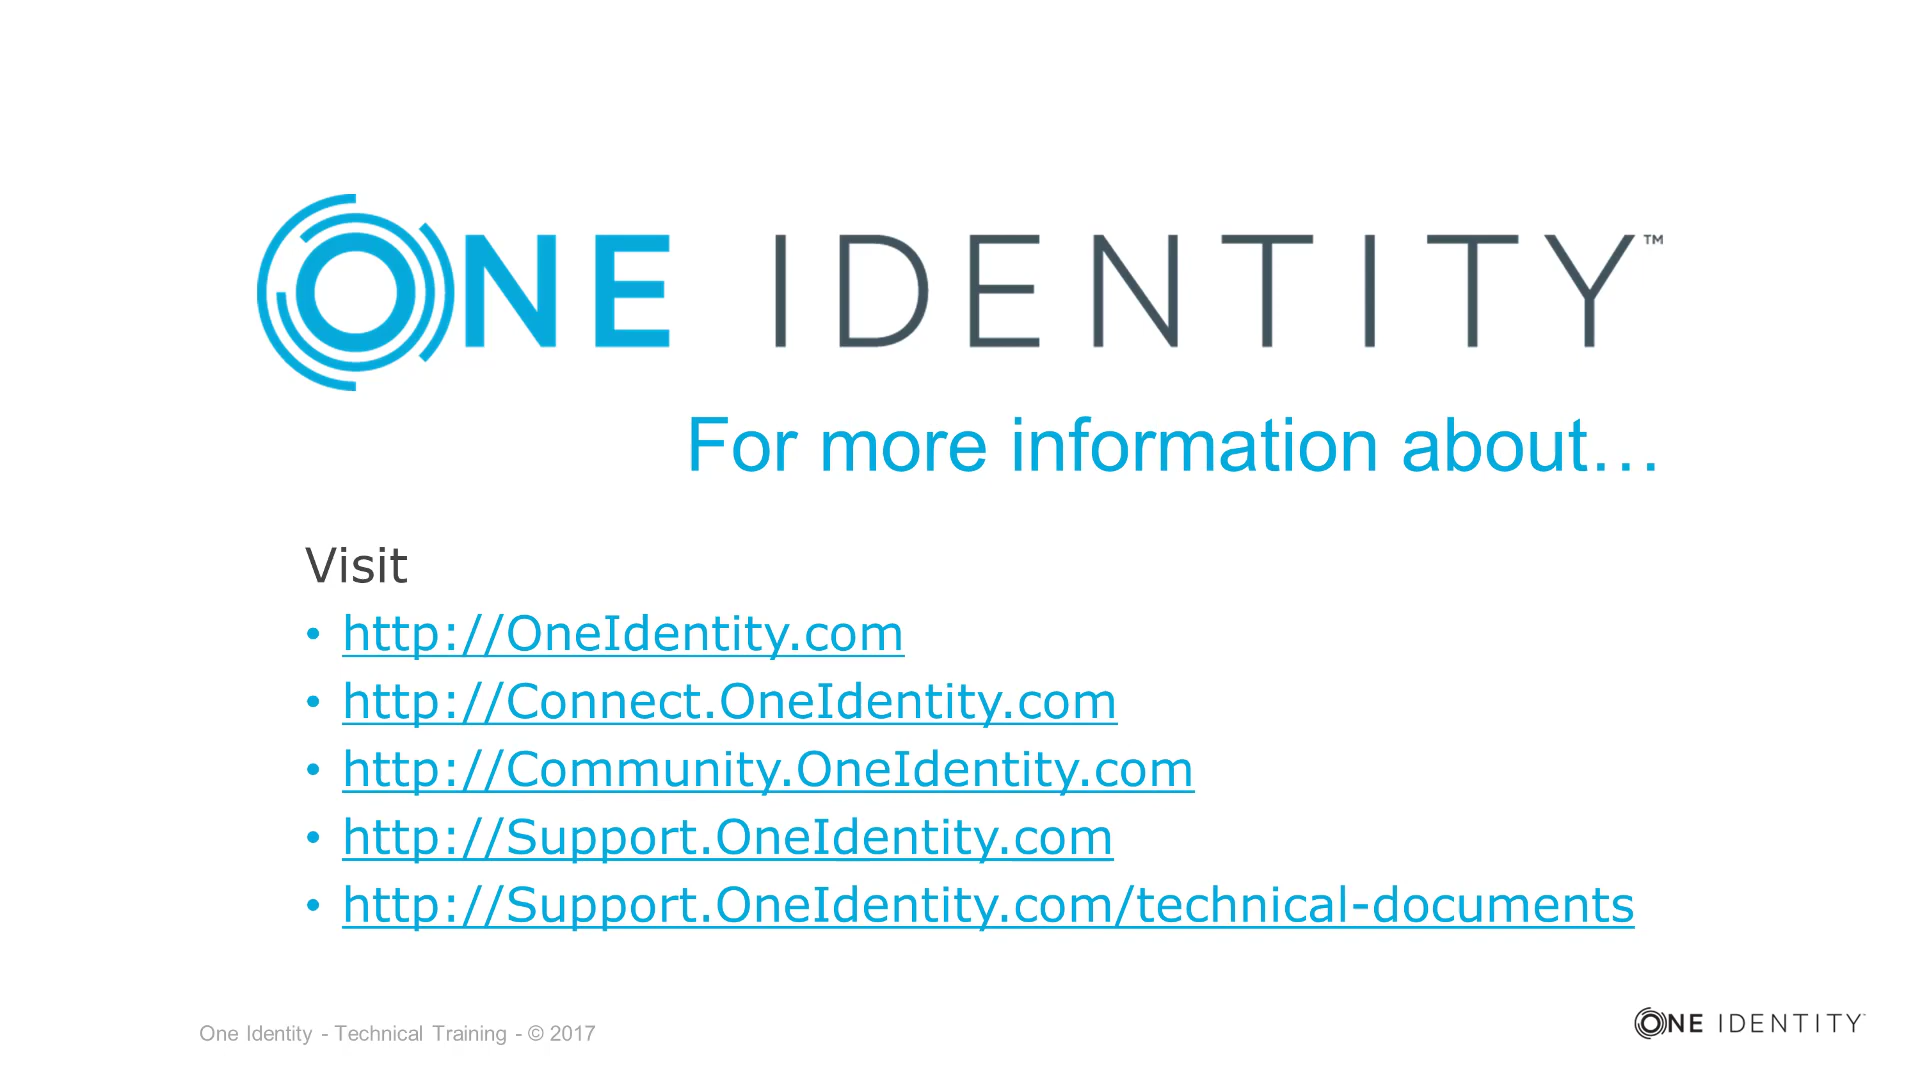 ONE IDENTITY™
For more information about…
Visit
• http://OneIdentity.com
• http://Connect.OneIdentity.com
• http://Community.OneIdentity.com
• http://Support.OneIdentity.com
• http://Support.OneIdentity.com/technical-documents
One Identity - Technical Training - © 2017
ONE IDENTITY™